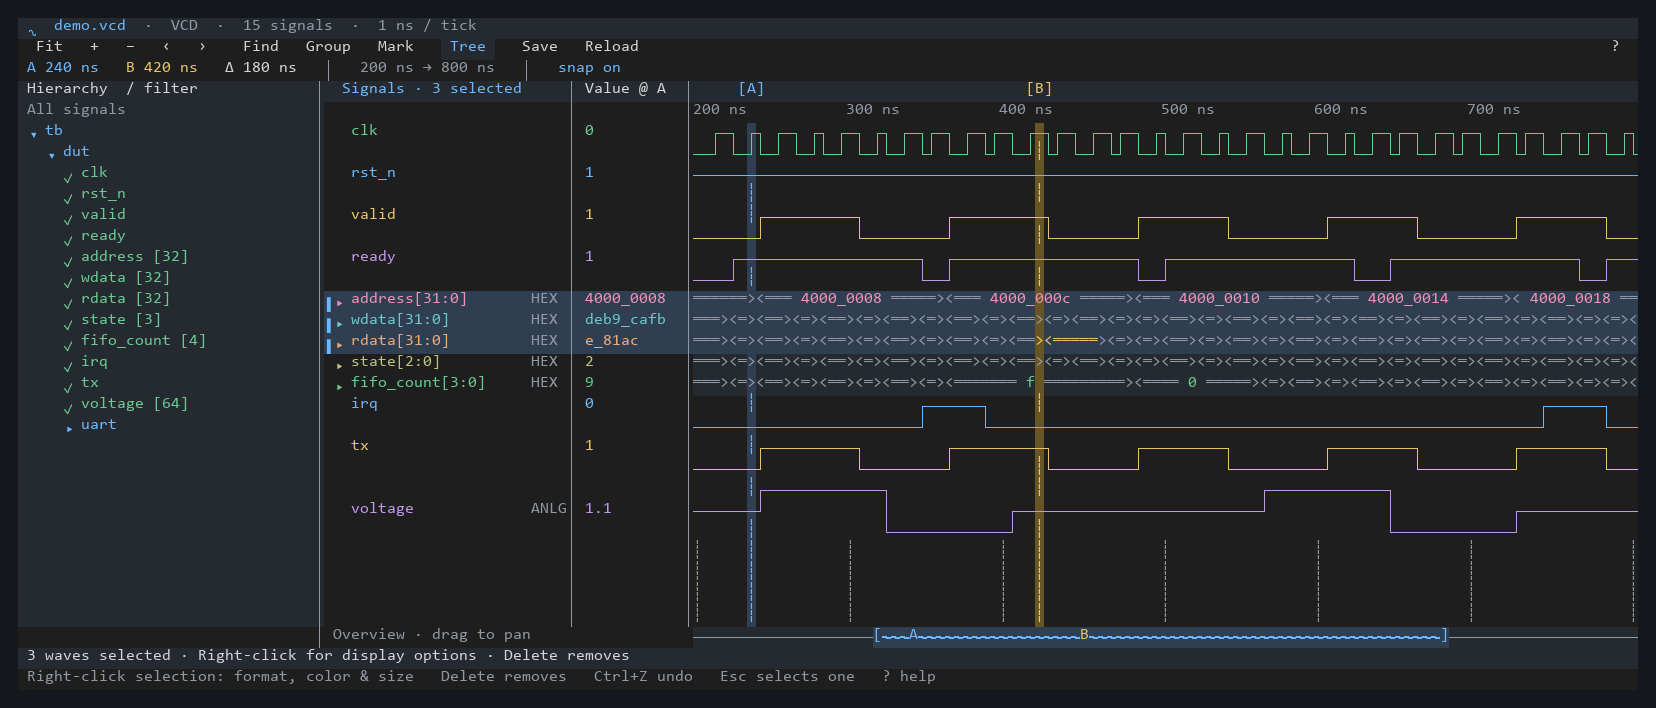 demo.vcd · VCD · 15 signals · 1 ns / tick
Fit + − ‹ › Find Group Mark Tree Save Reload ?
A 240 ns B 420 ns Δ 180 ns │ 200 ns → 800 ns │ snap on
Hierarchy / filter Signals · 3 selected Value @ A [A] [B]
All signals 200 ns 300 ns 400 ns 500 ns 600 ns 700 ns
▾ tb clk 0
▾ dut
✓ clk rst_n 1
✓ rst_n
✓ valid valid 1
✓ ready
✓ address [32] ready 1
✓ wdata [32]
✓ rdata [32] ▸ address[31:0] HEX 4000_0008 4000_0008 4000_000c 4000_0010 4000_0014 4000_0018
✓ state [3] ▸ wdata[31:0] HEX deb9_cafb
✓ fifo_count [4] ▸ rdata[31:0] HEX e_81ac
✓ irq ▸ state[2:0] HEX 2
✓ tx ▸ fifo_count[3:0] HEX 9 f 0
✓ voltage [64] irq 0
▸ uart
tx 1
voltage ANLG 1.1
Overview · drag to pan [ A B ]
3 waves selected · Right-click for display options · Delete removes
Right-click selection: format, color & size Delete removes Ctrl+Z undo Esc selects one ? help